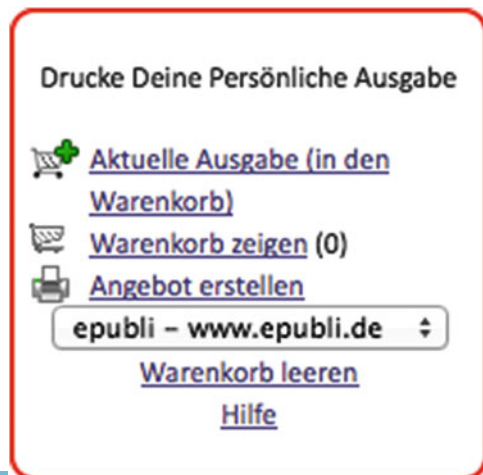 Drucke Deine Persönliche Ausgabe
Aktuelle Ausgabe (in den
Warenkorb)
Warenkorb zeigen (0)
Angebot erstellen
epubli – www.epubli.de
Warenkorb leeren
Hilfe